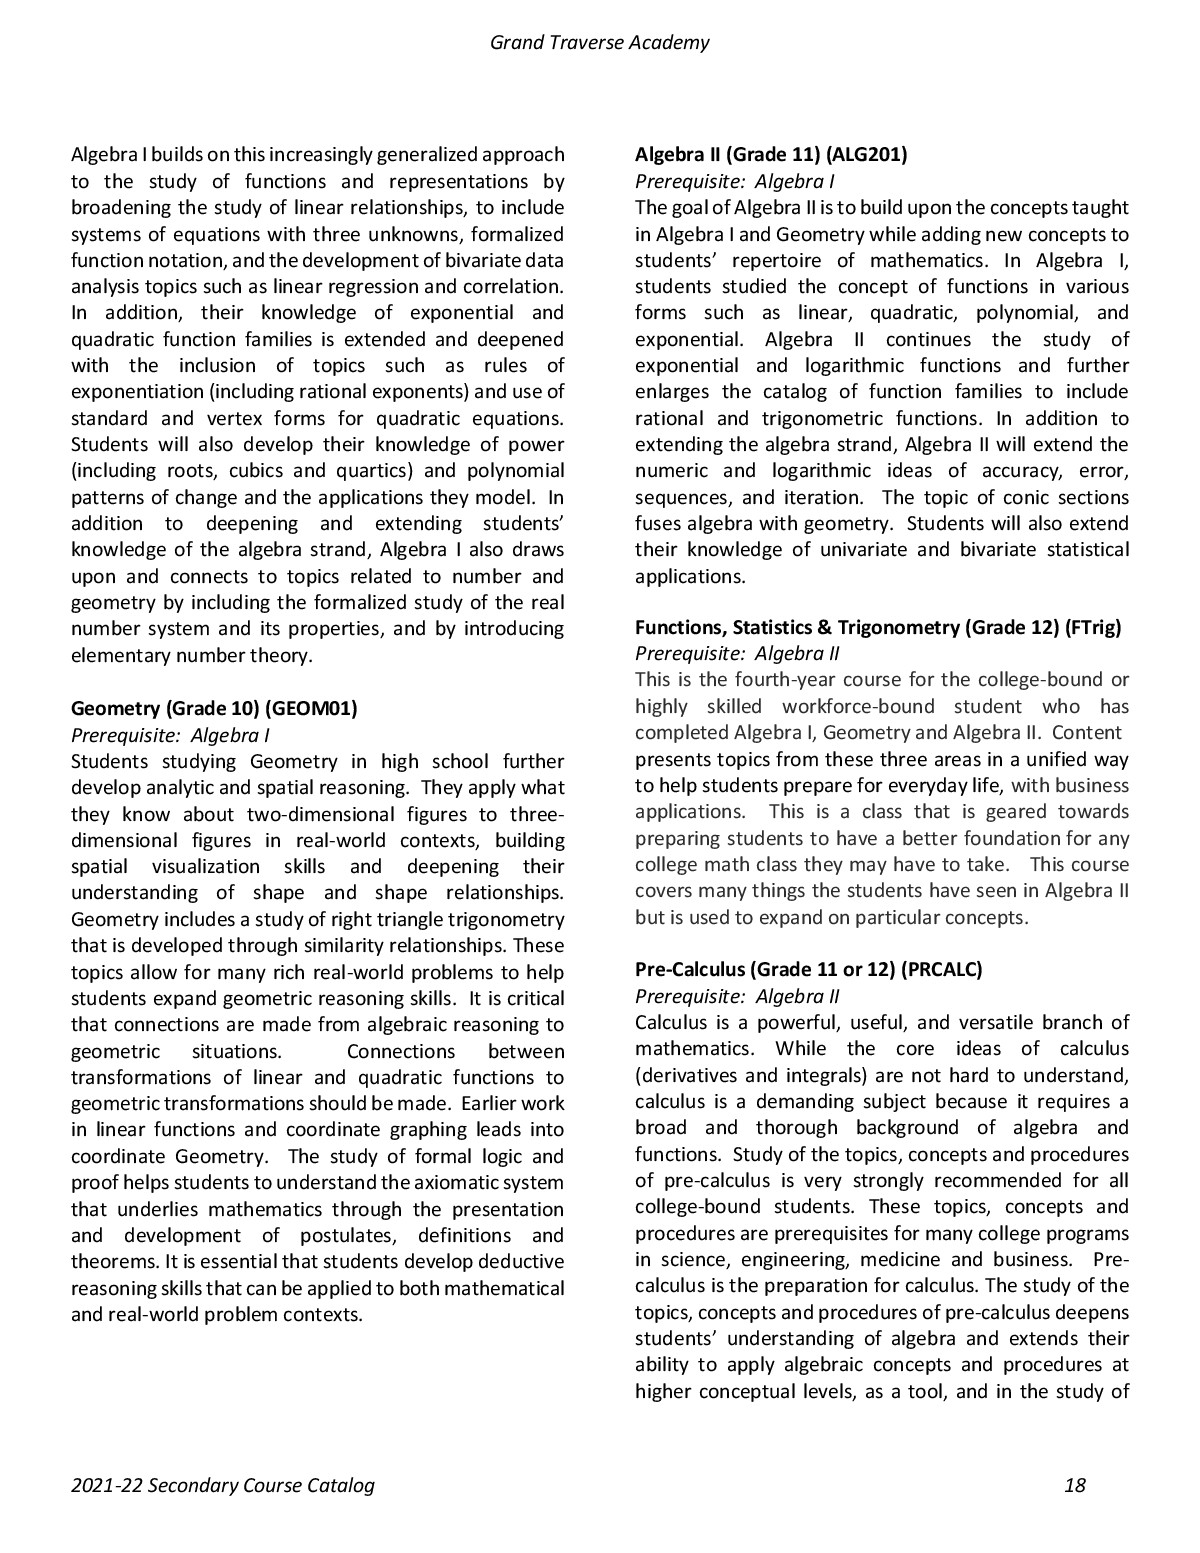 Grand Traverse Academy
Algebra I builds on this increasingly generalized approach
to the study of functions and representations by
broadening the study of linear relationships, to include
systems of equations with three unknowns, formalized
function notation, and the development of bivariate data
analysis topics such as linear regression and correlation.
In addition, their knowledge of exponential and
quadratic function families is extended and deepened
with the inclusion of topics such as rules of
exponentiation (including rational exponents) and use of
standard and vertex forms for quadratic equations.
Students will also develop their knowledge of power
(including roots, cubics and quartics) and polynomial
patterns of change and the applications they model. In
addition to deepening and extending students’
knowledge of the algebra strand, Algebra I also draws
upon and connects to topics related to number and
geometry by including the formalized study of the real
number system and its properties, and by introducing
elementary number theory.
Geometry (Grade 10) (GEOM01)
Prerequisite: Algebra I
Students studying Geometry in high school further
develop analytic and spatial reasoning. They apply what
they know about two-dimensional figures to three-
dimensional figures in real-world contexts, building
spatial visualization skills and deepening their
understanding of shape and shape relationships.
Geometry includes a study of right triangle trigonometry
that is developed through similarity relationships. These
topics allow for many rich real-world problems to help
students expand geometric reasoning skills. It is critical
that connections are made from algebraic reasoning to
geometric situations. Connections between
transformations of linear and quadratic functions to
geometric transformations should be made. Earlier work
in linear functions and coordinate graphing leads into
coordinate Geometry. The study of formal logic and
proof helps students to understand the axiomatic system
that underlies mathematics through the presentation
and development of postulates, definitions and
theorems. It is essential that students develop deductive
reasoning skills that can be applied to both mathematical
and real-world problem contexts.
Algebra II (Grade 11) (ALG201)
Prerequisite: Algebra I
The goal of Algebra II is to build upon the concepts taught
in Algebra I and Geometry while adding new concepts to
students’ repertoire of mathematics. In Algebra I,
students studied the concept of functions in various
forms such as linear, quadratic, polynomial, and
exponential. Algebra II continues the study of
exponential and logarithmic functions and further
enlarges the catalog of function families to include
rational and trigonometric functions. In addition to
extending the algebra strand, Algebra II will extend the
numeric and logarithmic ideas of accuracy, error,
sequences, and iteration. The topic of conic sections
fuses algebra with geometry. Students will also extend
their knowledge of univariate and bivariate statistical
applications.
Functions, Statistics & Trigonometry (Grade 12) (FTrig)
Prerequisite: Algebra II
This is the fourth-year course for the college-bound or
highly skilled workforce-bound student who has
completed Algebra I, Geometry and Algebra II. Content
presents topics from these three areas in a unified way
to help students prepare for everyday life, with business
applications. This is a class that is geared towards
preparing students to have a better foundation for any
college math class they may have to take. This course
covers many things the students have seen in Algebra II
but is used to expand on particular concepts.
Pre-Calculus (Grade 11 or 12) (PRCALC)
Prerequisite: Algebra II
Calculus is a powerful, useful, and versatile branch of
mathematics. While the core ideas of calculus
(derivatives and integrals) are not hard to understand,
calculus is a demanding subject because it requires a
broad and thorough background of algebra and
functions. Study of the topics, concepts and procedures
of pre-calculus is very strongly recommended for all
college-bound students. These topics, concepts and
procedures are prerequisites for many college programs
in science, engineering, medicine and business. Pre-
calculus is the preparation for calculus. The study of the
topics, concepts and procedures of pre-calculus deepens
students’ understanding of algebra and extends their
ability to apply algebraic concepts and procedures at
higher conceptual levels, as a tool, and in the study of
2021-22 Secondary Course Catalog 18